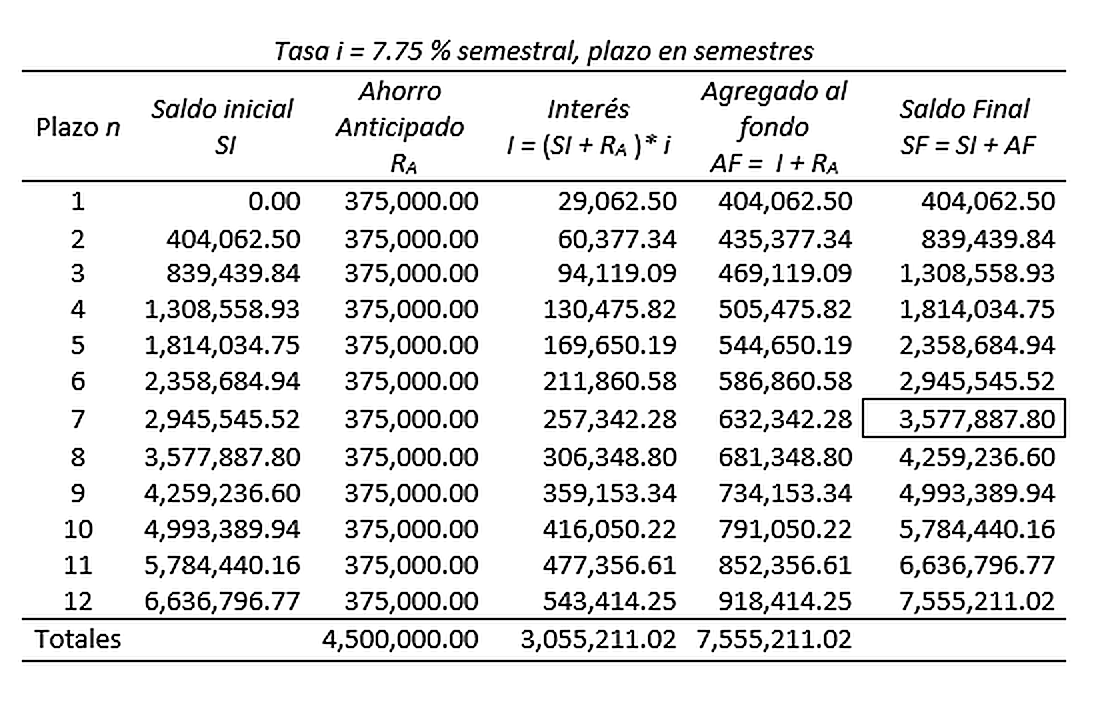 Tasa i = 7.75 % semestral, plazo en semestres
Plazo n Saldo inicial SI Ahorro Anticipado RA Interés I = (SI + RA )* i Agregado al fondo AF = I + RA Saldo Final SF = SI + AF
1 0.00 375,000.00 29,062.50 404,062.50 404,062.50
2 404,062.50 375,000.00 60,377.34 435,377.34 839,439.84
3 839,439.84 375,000.00 94,119.09 469,119.09 1,308,558.93
4 1,308,558.93 375,000.00 130,475.82 505,475.82 1,814,034.75
5 1,814,034.75 375,000.00 169,650.19 544,650.19 2,358,684.94
6 2,358,684.94 375,000.00 211,860.58 586,860.58 2,945,545.52
7 2,945,545.52 375,000.00 257,342.28 632,342.28 3,577,887.80
8 3,577,887.80 375,000.00 306,348.80 681,348.80 4,259,236.60
9 4,259,236.60 375,000.00 359,153.34 734,153.34 4,993,389.94
10 4,993,389.94 375,000.00 416,050.22 791,050.22 5,784,440.16
11 5,784,440.16 375,000.00 477,356.61 852,356.61 6,636,796.77
12 6,636,796.77 375,000.00 543,414.25 918,414.25 7,555,211.02
Totales 4,500,000.00 3,055,211.02 7,555,211.02